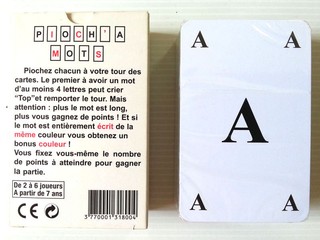 PIOCH'A
MOTS
Piochez chacun à votre tour des
cartes. Le premier à avoir un mot
d'au moins 4 lettres peut crier
"Top"et remporter le tour. Mais
attention : plus le mot est long,
plus vous gagnez de points ! Et si
le mot est entièrement écrit de la
même couleur vous obtenez un
bonus couleur !
Vous fixez vous-même le nombre
de points à atteindre pour gagner
la partie.
De 2 à 6 joueurs
A partir de 7 ans
CE
3770001318004
A A
A
A A